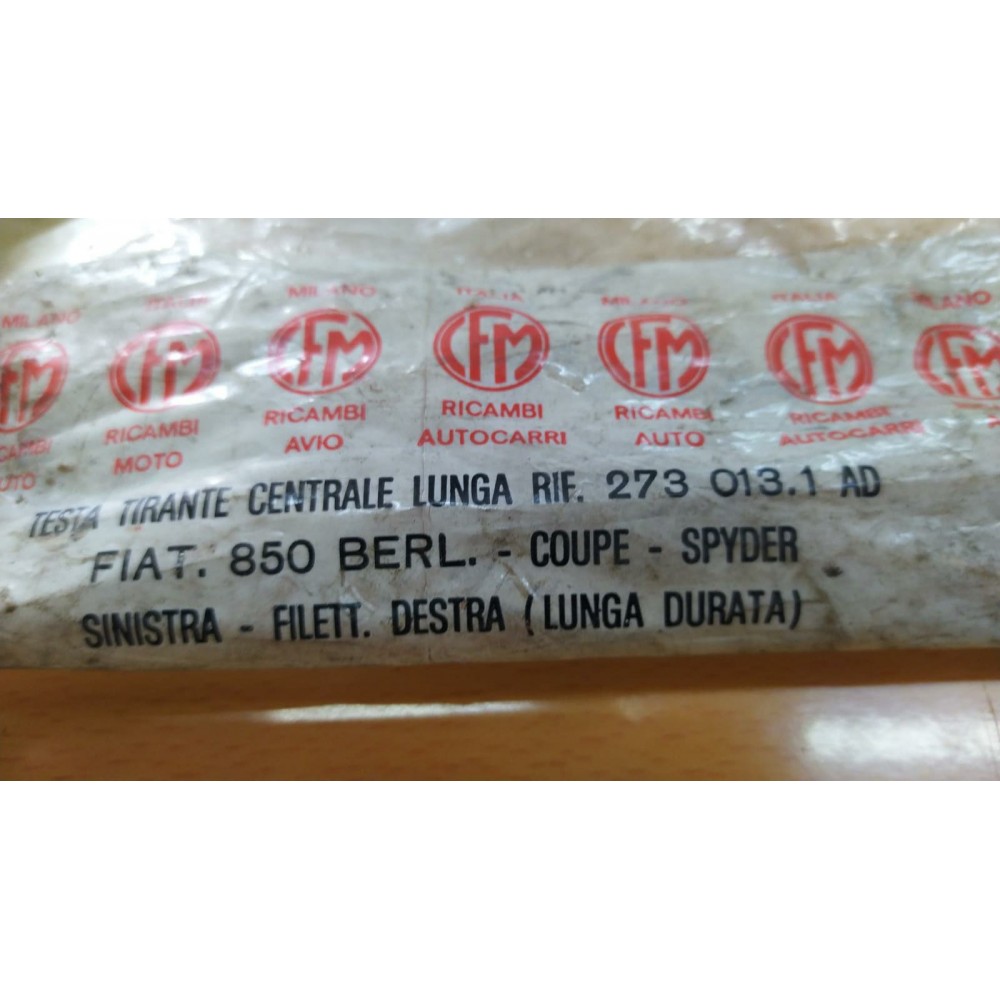 MILANO ITALIA MILANO ITALIA MILANO ITALIA MILANO
CFM CFM CFM CFM CFM CFM
RICAMBI RICAMBI RICAMBI RICAMBI RICAMBI
MOTO AVIO AUTOCARRI AUTO AUTOCARRI
TESTA TIRANTE CENTRALE LUNGA RIF. 273 013.1 AD
FIAT. 850 BERL. - COUPE - SPYDER
SINISTRA - FILETT. DESTRA (LUNGA DURATA)